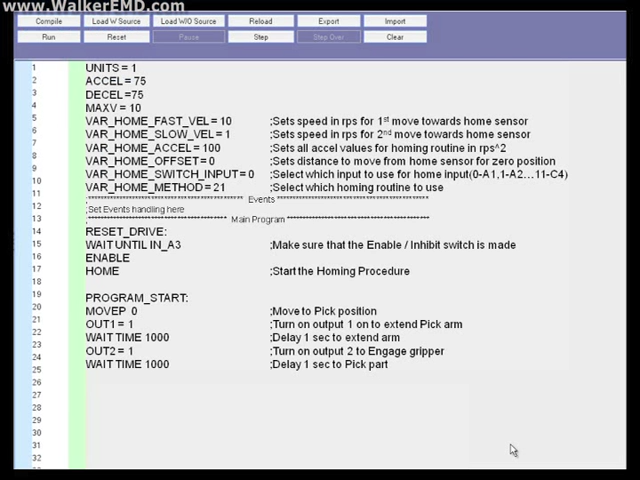 www.WalkerEMD.com
Compile Load W Source Load W/O Source Reload Export Import
Run Reset Pause Step Step Over Clear
1 UNITS = 1
2 ACCEL = 75
3 DECEL =75
4 MAXV = 10
5 VAR_HOME_FAST_VEL = 10 ;Sets speed in rps for 1st move towards home sensor
6 VAR_HOME_SLOW_VEL = 1 ;Sets speed in rps for 2nd move towards home sensor
7 VAR_HOME_ACCEL = 100 ;Sets all accel values for homing routine in rps^2
8 VAR_HOME_OFFSET = 0 ;Sets distance to move from home sensor for zero position
9 VAR_HOME_SWITCH_INPUT = 0 ;Select which input to use for home input(0-A1,1-A2…11-C4)
10 VAR_HOME_METHOD = 21 ;Select which homing routine to use
11 ;******************************************* Events *******************************************
12 ;Set Events handling here
13 ;*************************************** Main Program ***************************************
14 RESET_DRIVE:
15 WAIT UNTIL IN_A3 ;Make sure that the Enable / Inhibit switch is made
16 ENABLE
17 HOME ;Start the Homing Procedure
18
19 PROGRAM_START:
20 MOVEP 0 ;Move to Pick position
21 OUT1 = 1 ;Turn on output 1 on to extend Pick arm
22 WAIT TIME 1000 ;Delay 1 sec to extend arm
23 OUT2 = 1 ;Turn on output 2 to Engage gripper
24 WAIT TIME 1000 ;Delay 1 sec to Pick part
25
26
27
28
29
30
31
32